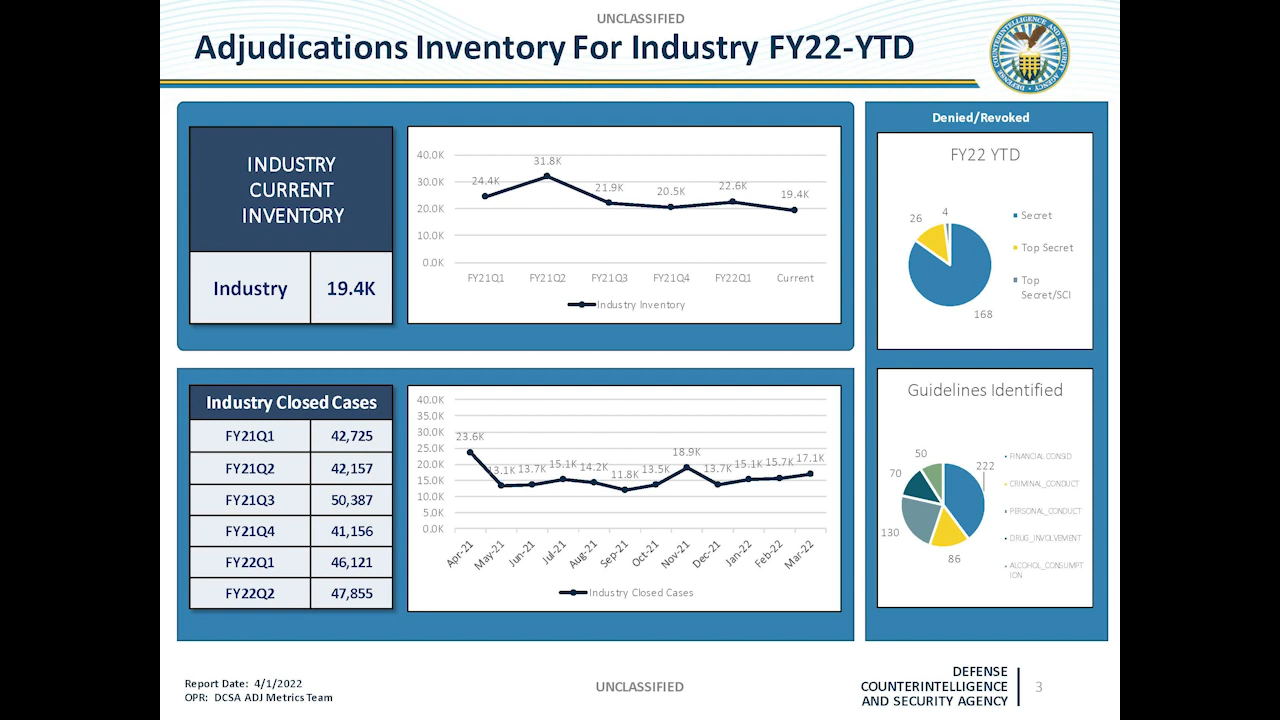 UNCLASSIFIED
Adjudications Inventory For Industry FY22-YTD
DEFENSE COUNTERINTELLIGENCE AND SECURITY AGENCY
INDUSTRY
CURRENT
INVENTORY
Industry 19.4K
40.0K
30.0K
20.0K
10.0K
0.0K
24.4K
31.8K
21.9K
20.5K
22.6K
19.4K
FY21Q1 FY21Q2 FY21Q3 FY21Q4 FY22Q1 Current
Industry Inventory
Industry Closed Cases
FY21Q1 42,725
FY21Q2 42,157
FY21Q3 50,387
FY21Q4 41,156
FY22Q1 46,121
FY22Q2 47,855
40.0K
35.0K
30.0K
25.0K
20.0K
15.0K
10.0K
5.0K
0.0K
23.6K
13.1K
13.7K
15.1K
14.2K
11.8K
13.5K
18.9K
13.7K
15.1K
15.7K
17.1K
Apr-21 May-21 Jun-21 Jul-21 Aug-21 Sep-21 Oct-21 Nov-21 Dec-21 Jan-22 Feb-22 Mar-22
Industry Closed Cases
Denied/Revoked
FY22 YTD
26
4
168
Secret
Top Secret
Top
Secret/SCI
Guidelines Identified
50
222
70
130
86
FINANCIAL CONSID
CRIMINAL_CONDUCT
PERSONAL_CONDUCT
DRUG_INVOLVEMENT
ALCOHOL_CONSUMPT
ION
Report Date: 4/1/2022
OPR: DCSA ADJ Metrics Team
UNCLASSIFIED
DEFENSE
COUNTERINTELLIGENCE
AND SECURITY AGENCY
3